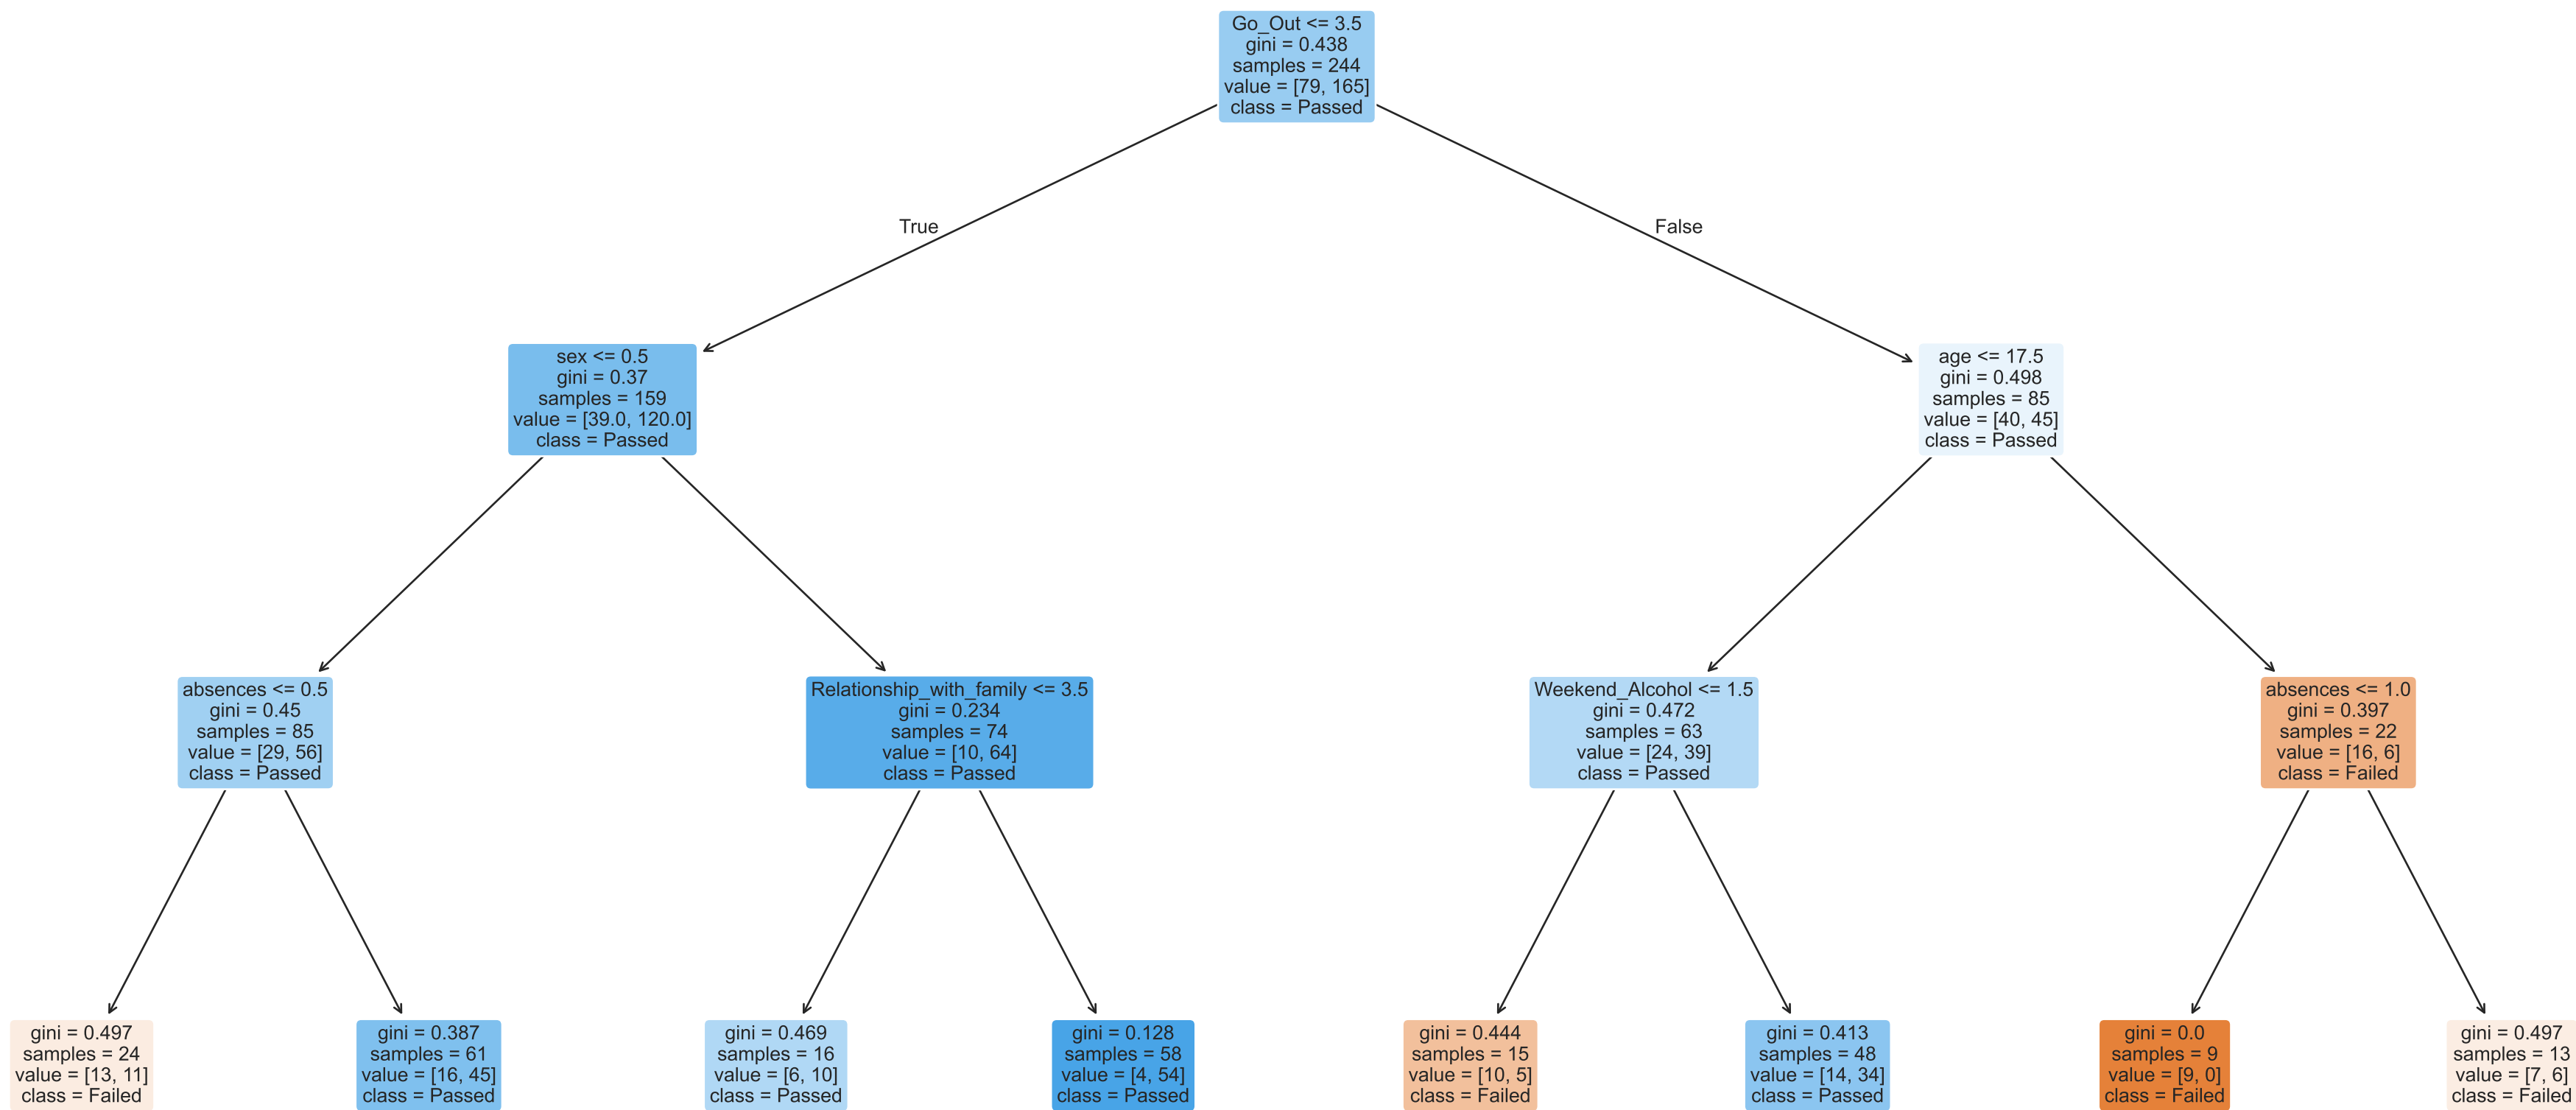 Go_Out <= 3.5
gini = 0.438
samples = 244
value = [79, 165]
class = Passed
True
False
sex <= 0.5
gini = 0.37
samples = 159
value = [39.0, 120.0]
class = Passed
age <= 17.5
gini = 0.498
samples = 85
value = [40, 45]
class = Passed
absences <= 0.5
gini = 0.45
samples = 85
value = [29, 56]
class = Passed
Relationship_with_family <= 3.5
gini = 0.234
samples = 74
value = [10, 64]
class = Passed
Weekend_Alcohol <= 1.5
gini = 0.472
samples = 63
value = [24, 39]
class = Passed
absences <= 1.0
gini = 0.397
samples = 22
value = [16, 6]
class = Failed
gini = 0.497
samples = 24
value = [13, 11]
class = Failed
gini = 0.387
samples = 61
value = [16, 45]
class = Passed
gini = 0.469
samples = 16
value = [6, 10]
class = Passed
gini = 0.128
samples = 58
value = [4, 54]
class = Passed
gini = 0.444
samples = 15
value = [10, 5]
class = Failed
gini = 0.413
samples = 48
value = [14, 34]
class = Passed
gini = 0.0
samples = 9
value = [9, 0]
class = Failed
gini = 0.497
samples = 13
value = [7, 6]
class = Failed